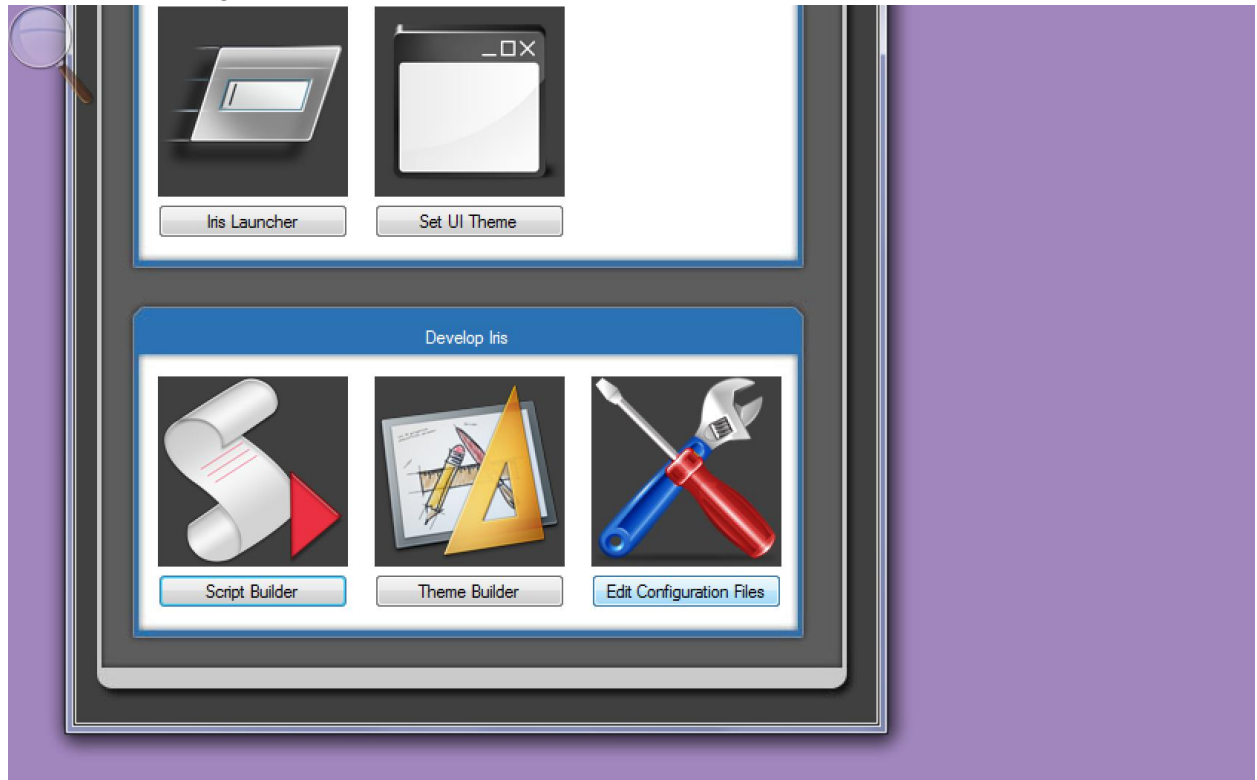 Iris Launcher
Set UI Theme
Develop Iris
Script Builder
Theme Builder
Edit Configuration Files